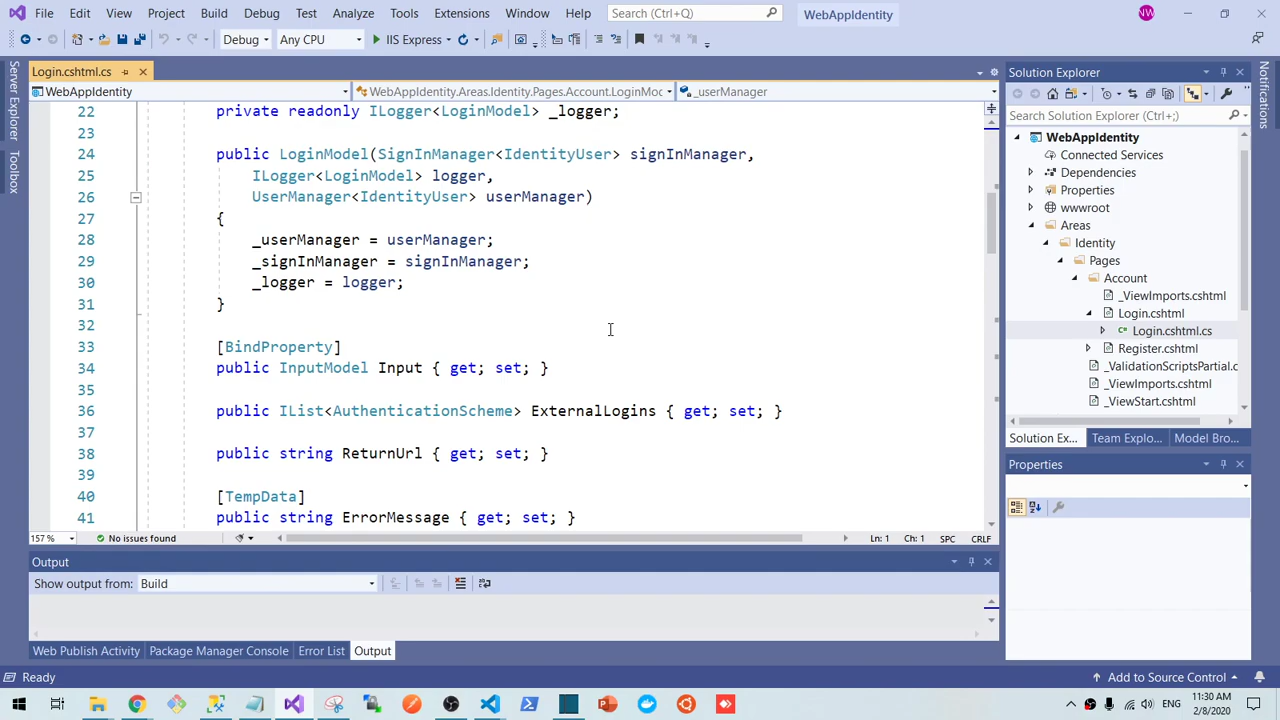 File Edit View Project Build Debug Test Analyze Tools Extensions Window Help Search (Ctrl+Q) WebAppIdentity NW
Debug Any CPU IIS Express
Login.cshtml.cs
WebAppIdentity WebAppIdentity.Areas.Identity.Pages.Account.LoginMoc _userManager
22 private readonly ILogger<LoginModel> _logger;
23
24 public LoginModel(SignInManager<IdentityUser> signInManager,
25 ILogger<LoginModel> logger,
26 UserManager<IdentityUser> userManager)
27 {
28 _userManager = userManager;
29 _signInManager = signInManager;
30 _logger = logger;
31 }
32
33 [BindProperty]
34 public InputModel Input { get; set; }
35
36 public IList<AuthenticationScheme> ExternalLogins { get; set; }
37
38 public string ReturnUrl { get; set; }
39
40 [TempData]
41 public string ErrorMessage { get; set; }
157 % No issues found Ln: 1 Ch: 1 SPC CRLF
Output
Show output from: Build
Web Publish Activity Package Manager Console Error List Output
Server Explorer
Toolbox
Solution Explorer
Search Solution Explorer (Ctrl+;)
WebAppIdentity
Connected Services
Dependencies
Properties
wwwroot
Areas
Identity
Pages
Account
_ViewImports.cshtml
Login.cshtml
C# Login.cshtml.cs
Register.cshtml
_ValidationScriptsPartial.c
_ViewImports.cshtml
_ViewStart.cshtml
Solution Ex... Team Explo... Model Bro...
Properties
Notifications
Ready Add to Source Control
ENG 11:30 AM
2/8/2020